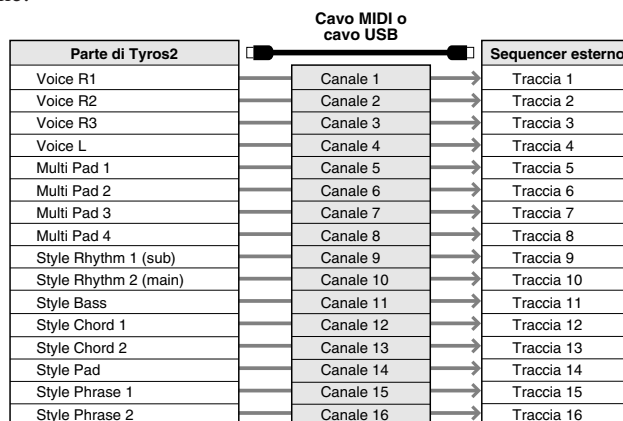 Cavo MIDI o
cavo USB
Parte di Tyros2 Sequencer esterno
Voice R1 Canale 1 Traccia 1
Voice R2 Canale 2 Traccia 2
Voice R3 Canale 3 Traccia 3
Voice L Canale 4 Traccia 4
Multi Pad 1 Canale 5 Traccia 5
Multi Pad 2 Canale 6 Traccia 6
Multi Pad 3 Canale 7 Traccia 7
Multi Pad 4 Canale 8 Traccia 8
Style Rhythm 1 (sub) Canale 9 Traccia 9
Style Rhythm 2 (main) Canale 10 Traccia 10
Style Bass Canale 11 Traccia 11
Style Chord 1 Canale 12 Traccia 12
Style Chord 2 Canale 13 Traccia 13
Style Pad Canale 14 Traccia 14
Style Phrase 1 Canale 15 Traccia 15
Style Phrase 2 Canale 16 Traccia 16